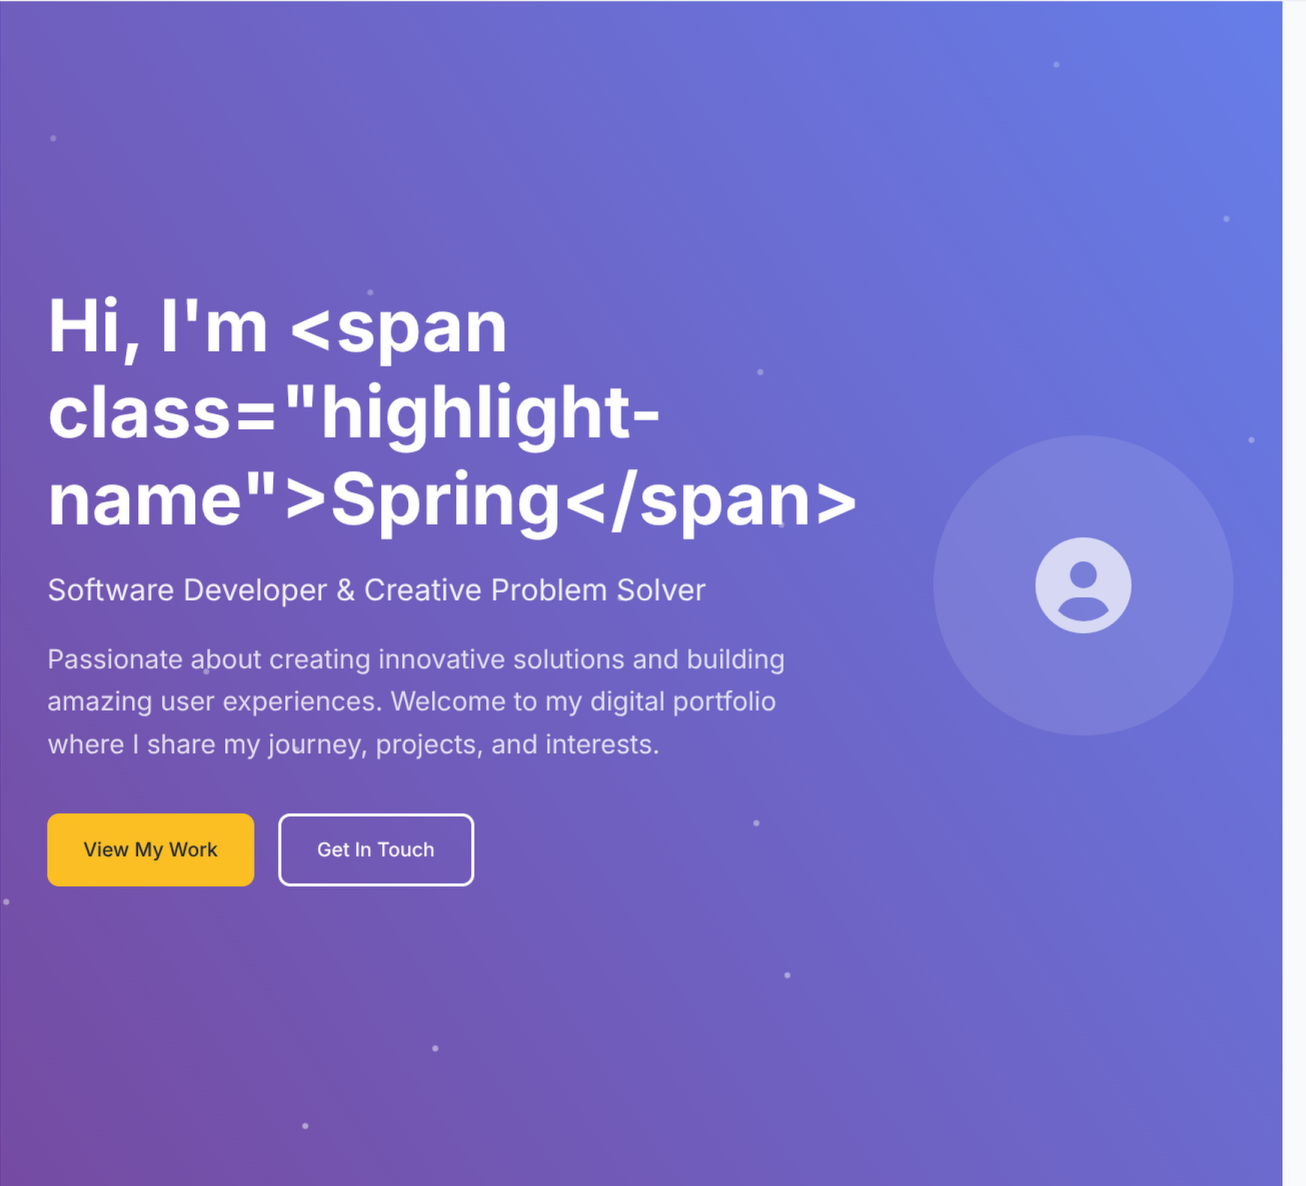 Hi, I'm <span
class="highlight-
name">Spring</span>
Software Developer & Creative Problem Solver
Passionate about creating innovative solutions and building
amazing user experiences. Welcome to my digital portfolio
where I share my journey, projects, and interests.
View My Work
Get In Touch